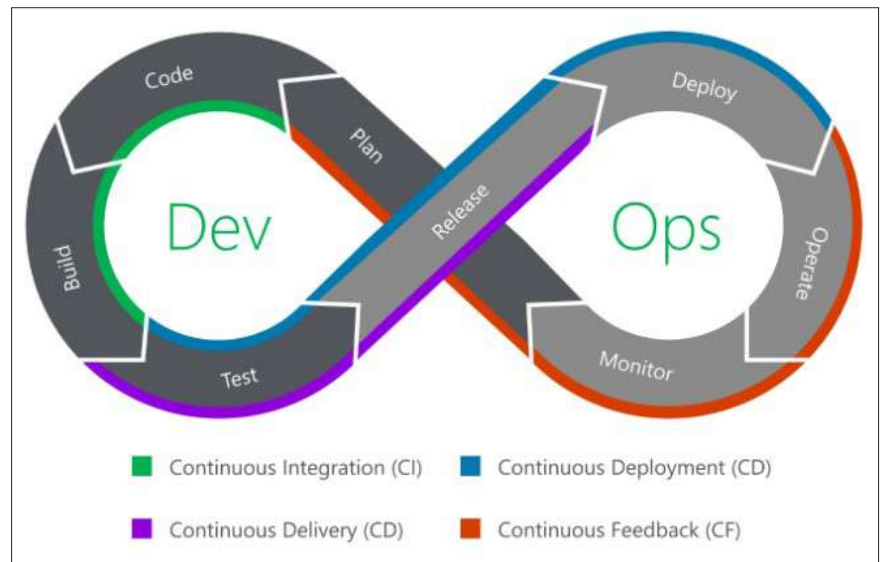 Code
Plan
Build
Test
Release
Deploy
Operate
Monitor
Dev
Ops
Continuous Integration (CI)
Continuous Deployment (CD)
Continuous Delivery (CD)
Continuous Feedback (CF)